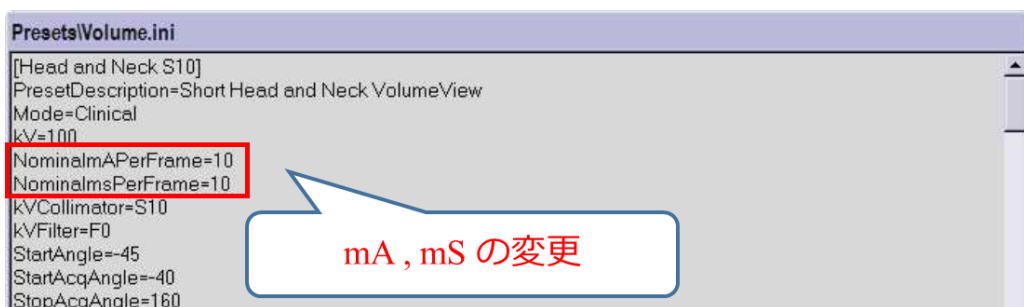 Presets\Volume.ini
[Head and Neck S10]
PresetDescription=Short Head and Neck VolumeView
Mode=Clinical
kV=100
NominalmAPerFrame=10
NominalmsPerFrame=10
kVCollimator=S10
kVFilter=F0
StartAngle=-45
StartAcqAngle=-40
StopAcqAngle=160
mA , mS の変更